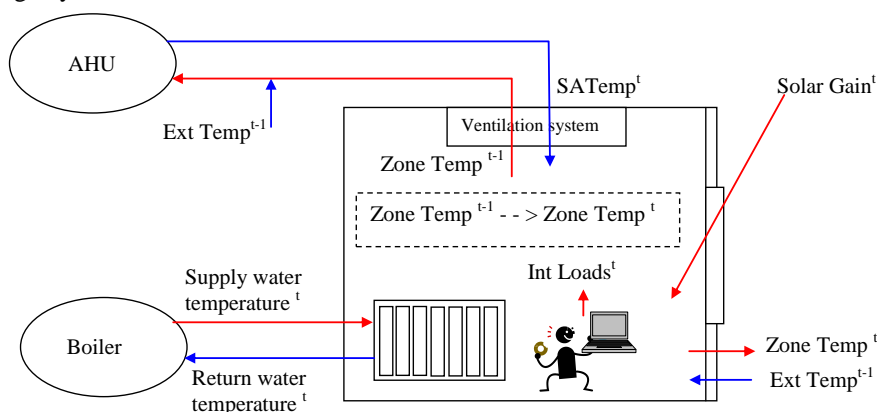 AHU
SATemp^t
Solar Gain^t
Ext Temp^t-1
Ventilation system
Zone Temp ^t-1
Zone Temp ^t-1 - - > Zone Temp ^t
Supply water
temperature ^t
Int Loads^t
Boiler
Return water
temperature ^t
Zone Temp ^t
Ext Temp^t-1